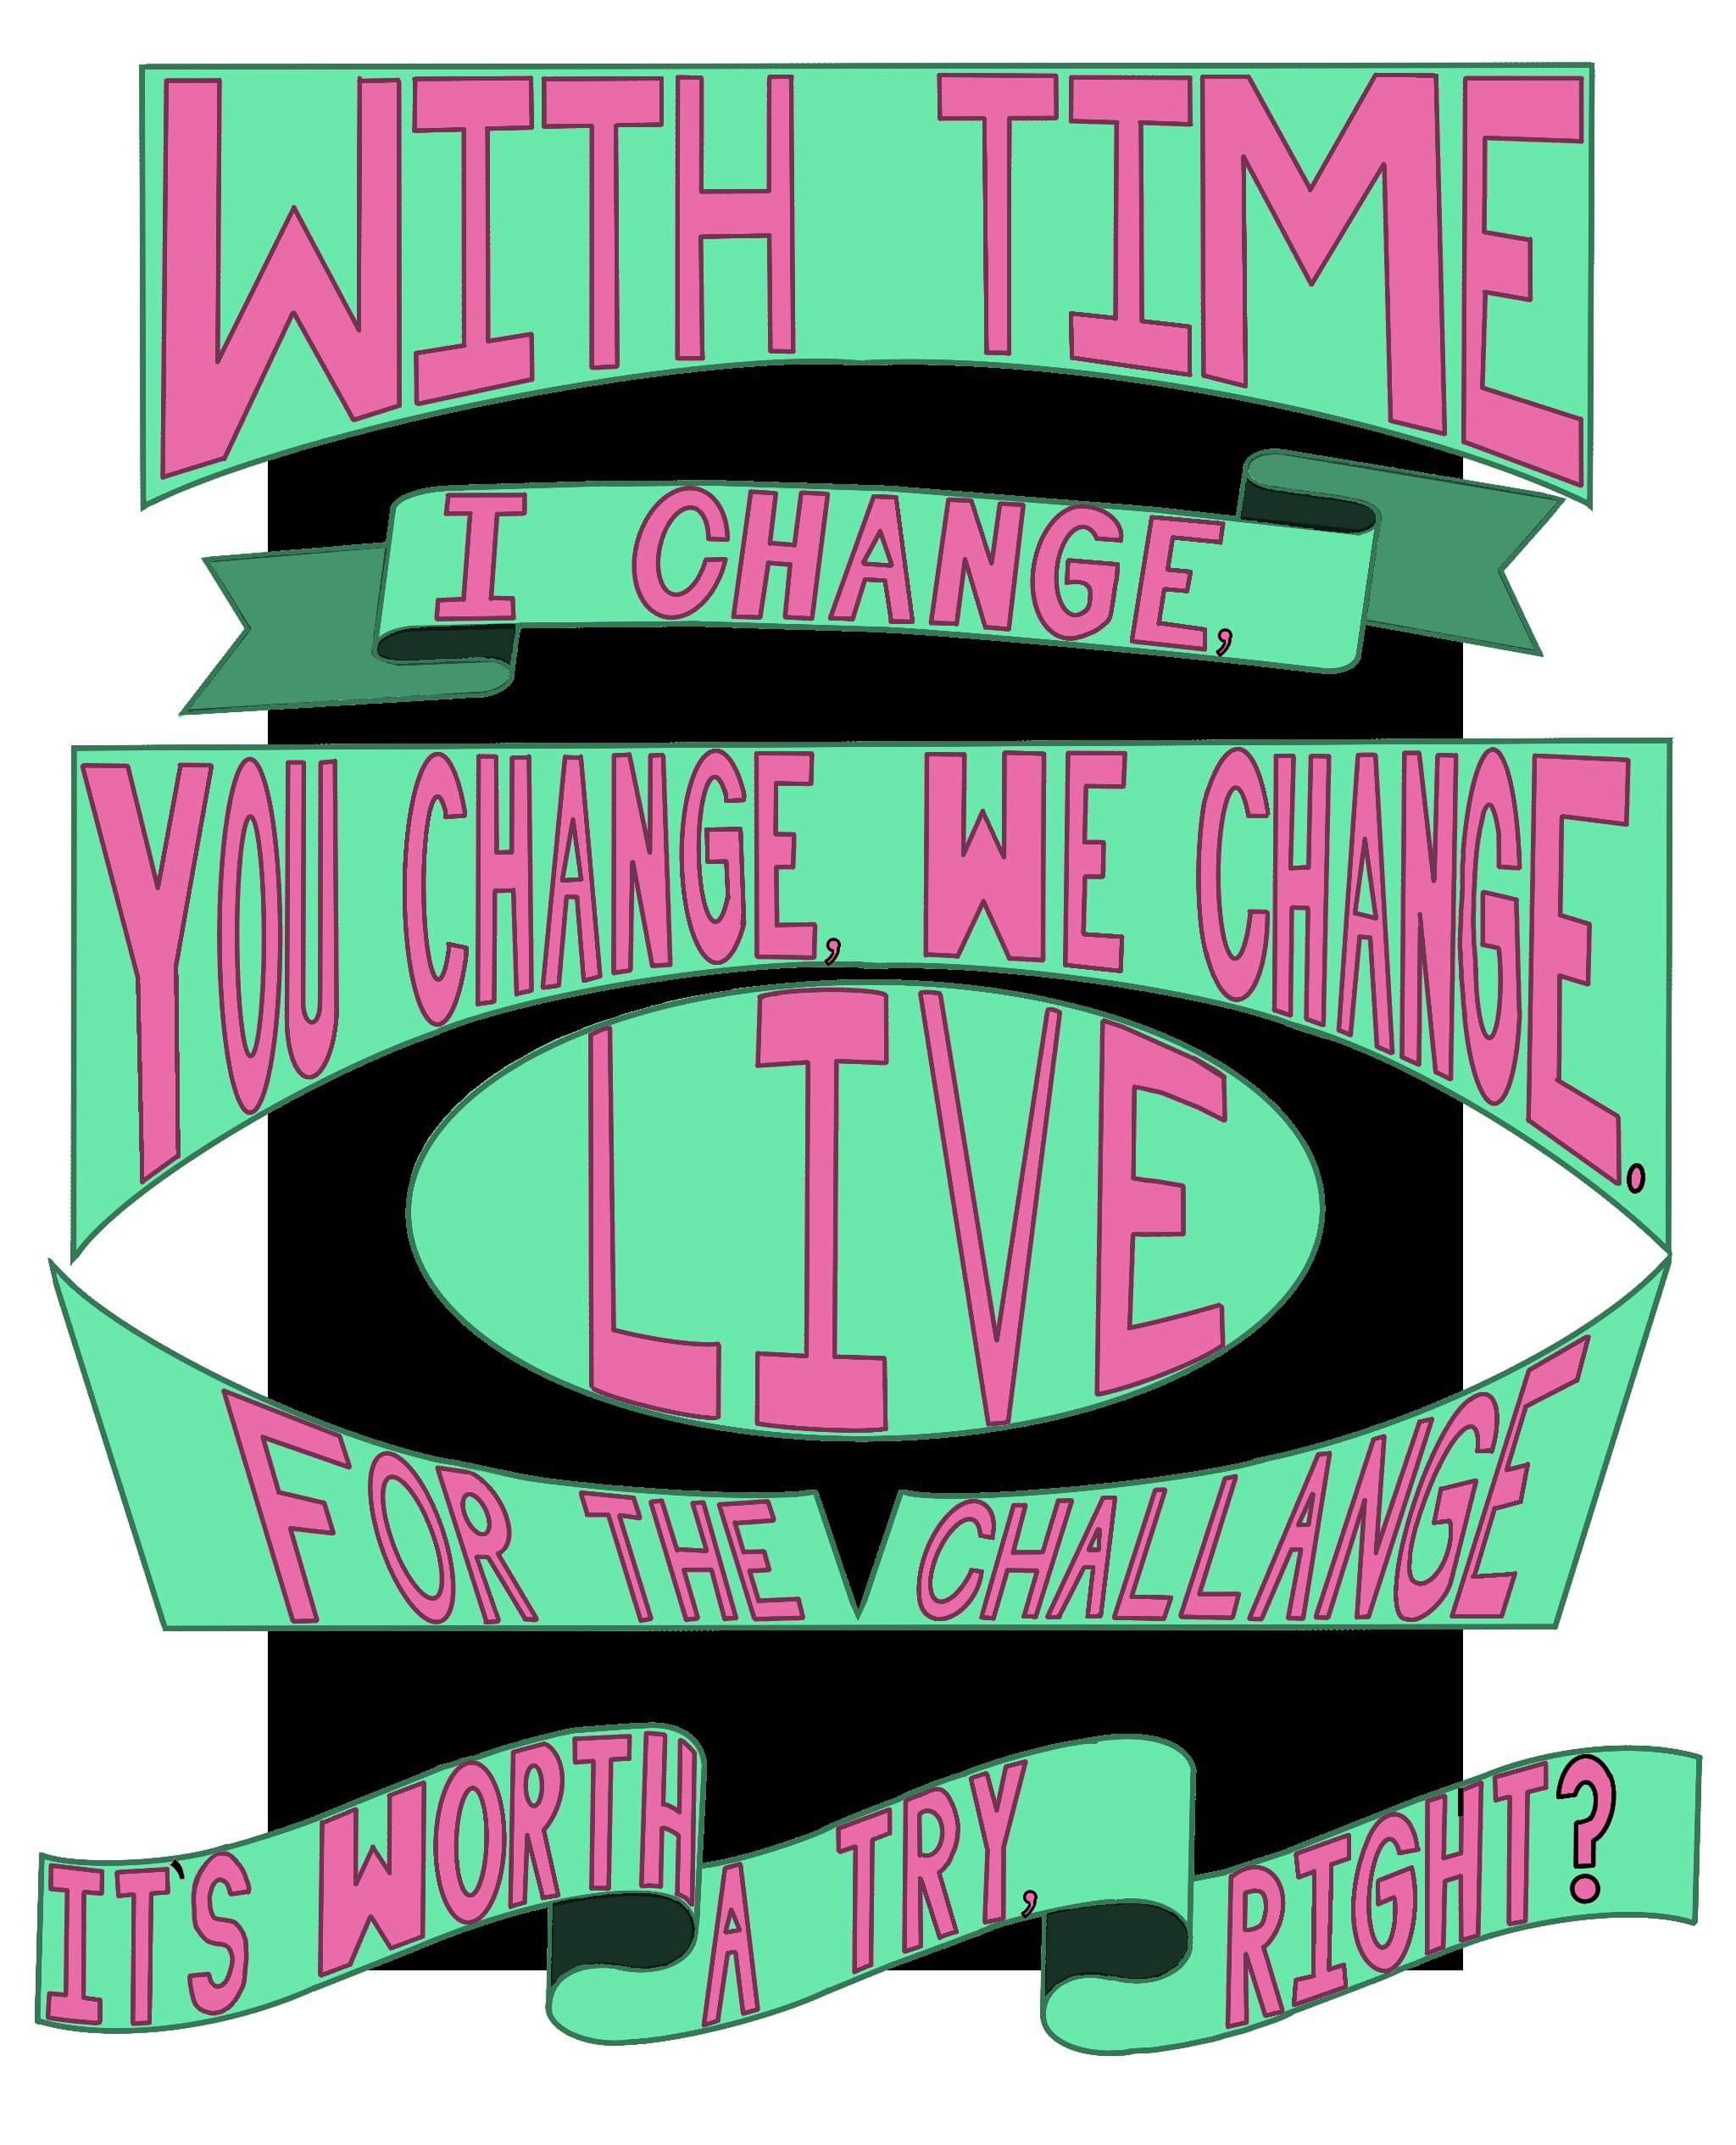 WITH TIME
I CHANGE,
YOU CHANGE, WE CHANGE.
LIVE
FOR THE CHALLANGE
IT'S WORTH A TRY, RIGHT?